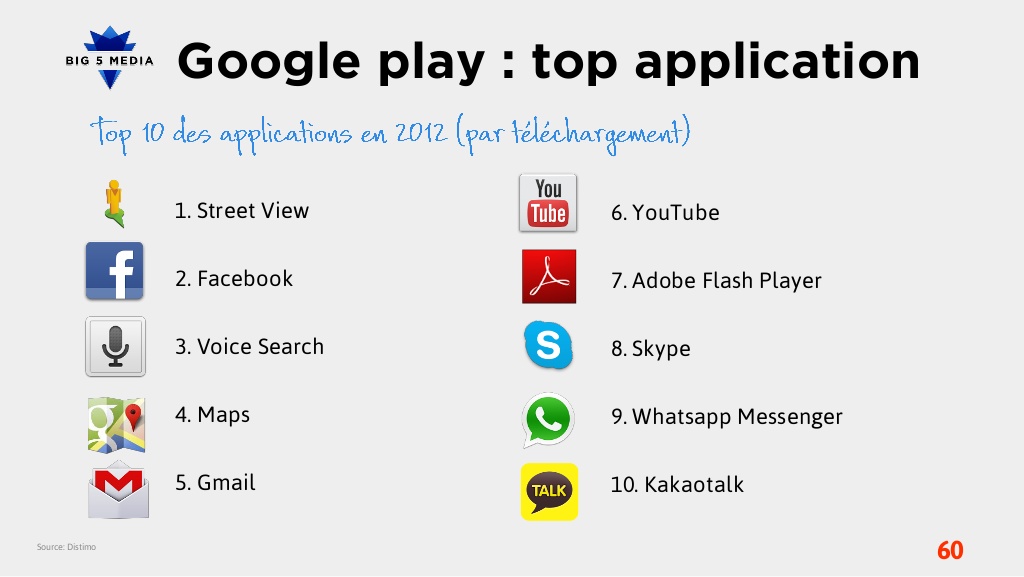 BIG 5 MEDIA
Google play : top application
Top 10 des applications en 2012 (par téléchargement)
1. Street View
2. Facebook
3. Voice Search
4. Maps
5. Gmail
You
Tube
6. YouTube
7. Adobe Flash Player
8. Skype
9. Whatsapp Messenger
TALK
10. Kakaotalk
Source: Distimo
60